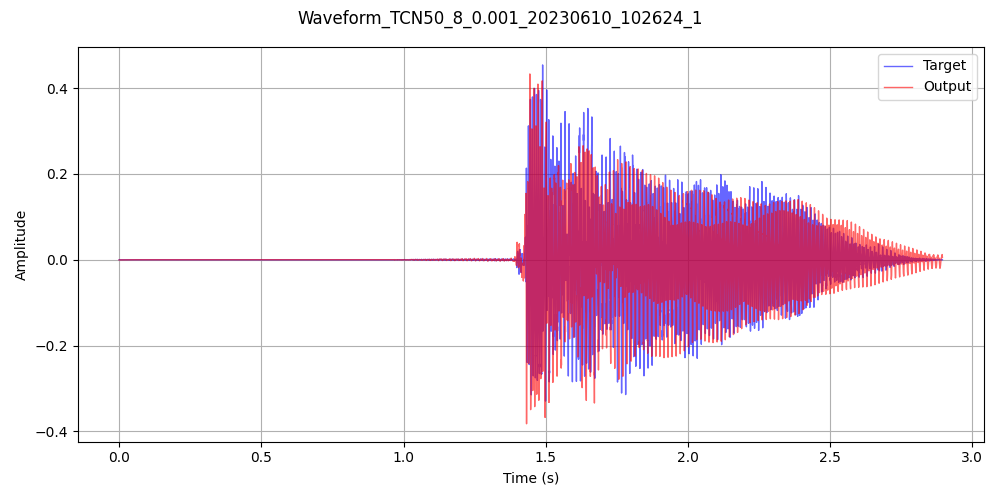 Waveform_TCN50_8_0.001_20230610_102624_1
Target
Output
Amplitude
0.4
0.2
0.0
−0.2
−0.4
0.0 0.5 1.0 1.5 2.0 2.5 3.0
Time (s)